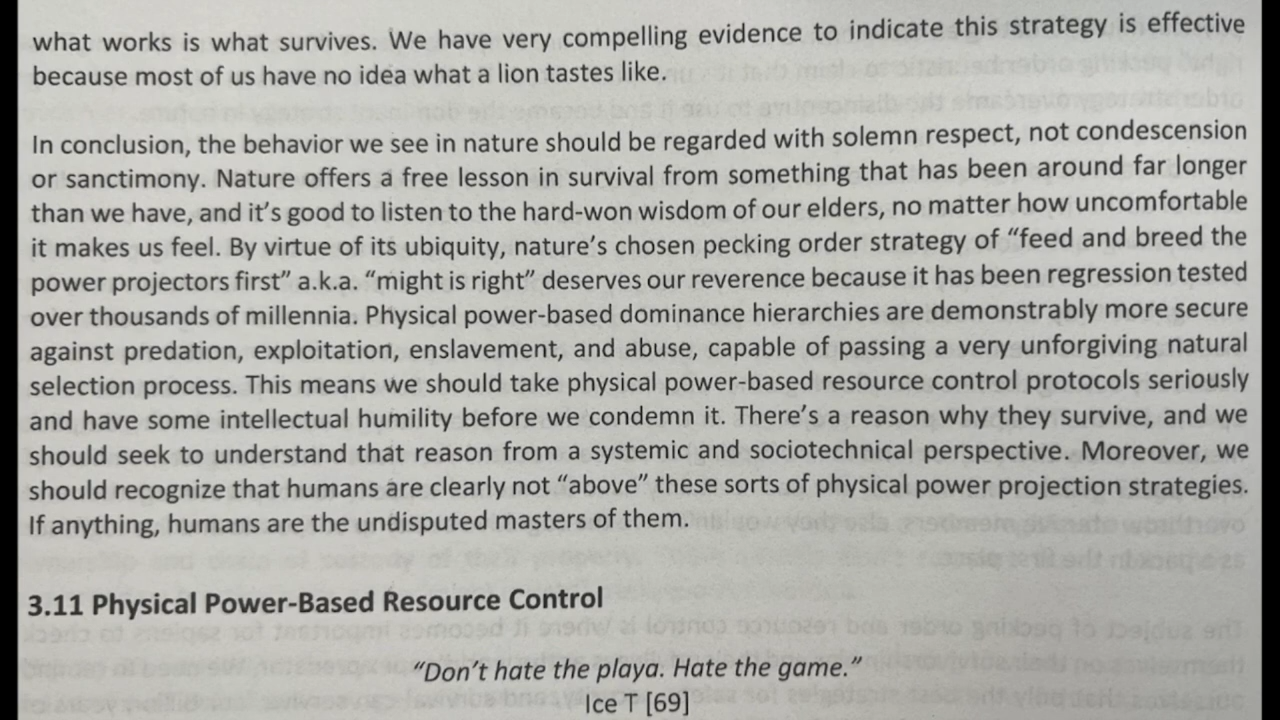 what works is what survives. We have very compelling evidence to indicate this strategy is effective
because most of us have no idea what a lion tastes like.
In conclusion, the behavior we see in nature should be regarded with solemn respect, not condescension
or sanctimony. Nature offers a free lesson in survival from something that has been around far longer
than we have, and it’s good to listen to the hard-won wisdom of our elders, no matter how uncomfortable
it makes us feel. By virtue of its ubiquity, nature’s chosen pecking order strategy of “feed and breed the
power projectors first” a.k.a. “might is right” deserves our reverence because it has been regression tested
over thousands of millennia. Physical power-based dominance hierarchies are demonstrably more secure
against predation, exploitation, enslavement, and abuse, capable of passing a very unforgiving natural
selection process. This means we should take physical power-based resource control protocols seriously
and have some intellectual humility before we condemn it. There’s a reason why they survive, and we
should seek to understand that reason from a systemic and sociotechnical perspective. Moreover, we
should recognize that humans are clearly not “above” these sorts of physical power projection strategies.
If anything, humans are the undisputed masters of them.
3.11 Physical Power-Based Resource Control
“Don’t hate the playa. Hate the game.”
Ice T [69]